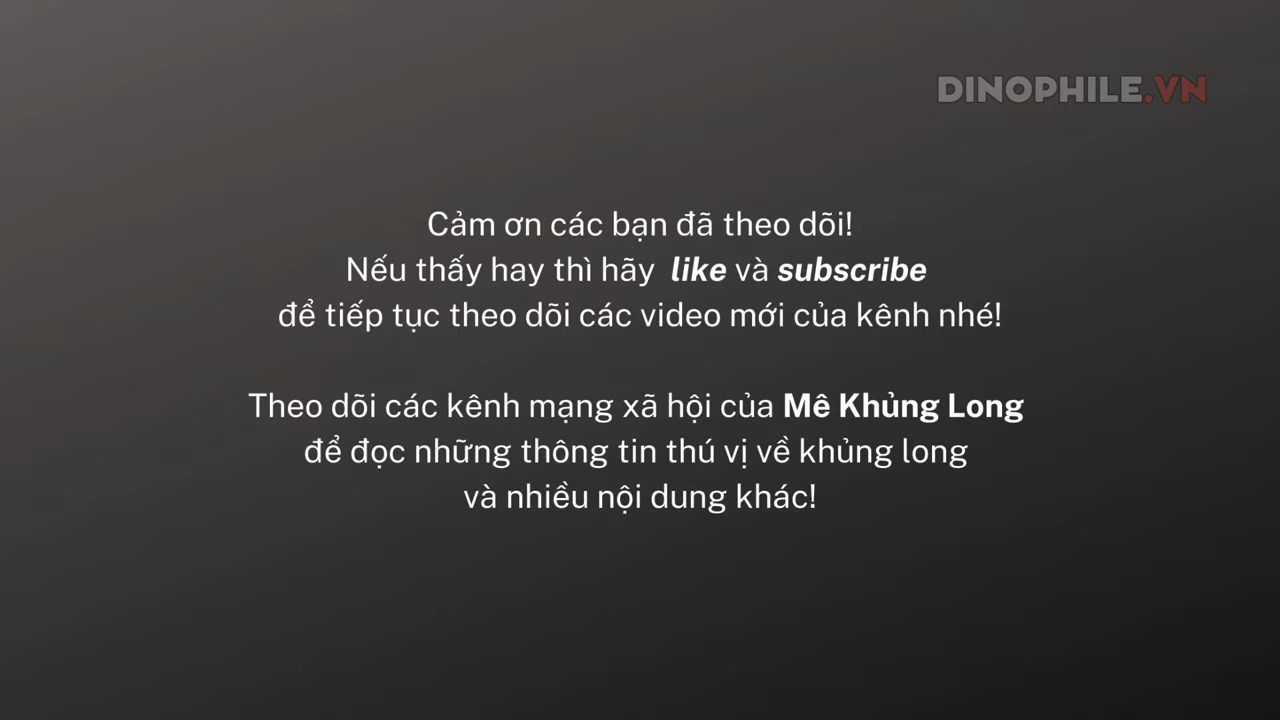 DINOPHILE.VN
Cảm ơn các bạn đã theo dõi!
Nếu thấy hay thì hãy like và subscribe
để tiếp tục theo dõi các video mới của kênh nhé!
Theo dõi các kênh mạng xã hội của Mê Khủng Long
để đọc những thông tin thú vị về khủng long
và nhiều nội dung khác!